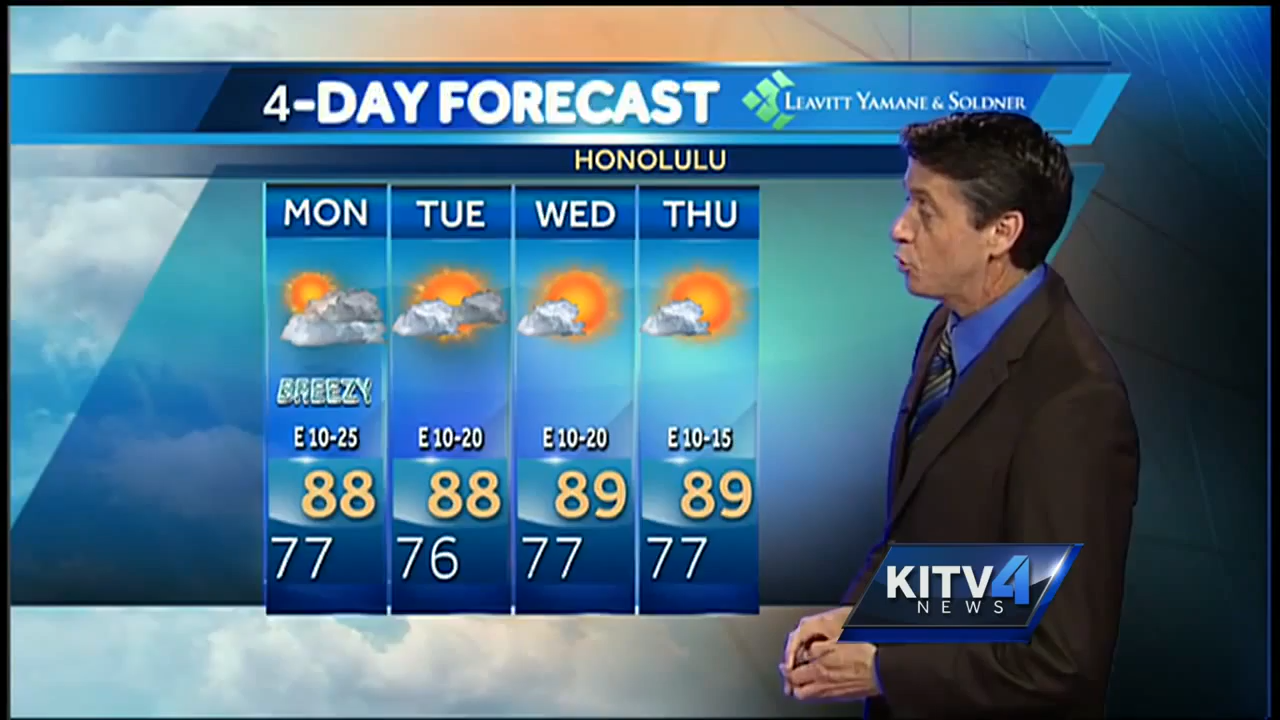 4-DAY FORECAST
LEAVITT YAMANE & SOLDNER
HONOLULU
MON TUE WED THU
BREEZY
E 10-25 E 10-20 E 10-20 E 10-15
88 88 89 89
77 76 77 77
KITV4
NEWS